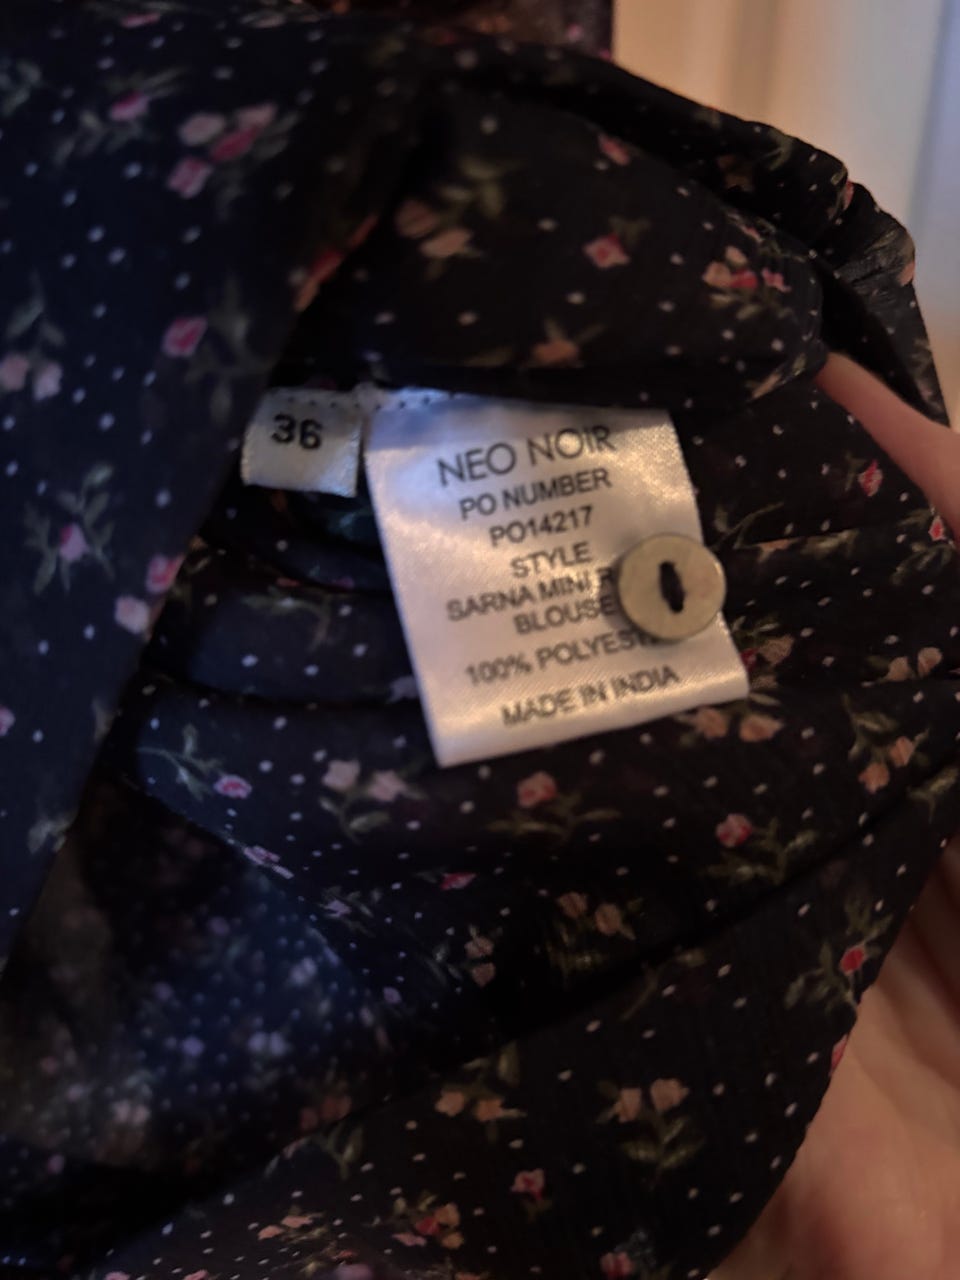 36
NEO NOIR
PO NUMBER
PO14217
STYLE
SARNA MINI
BLOUSE
100%
MADE IN INDIA